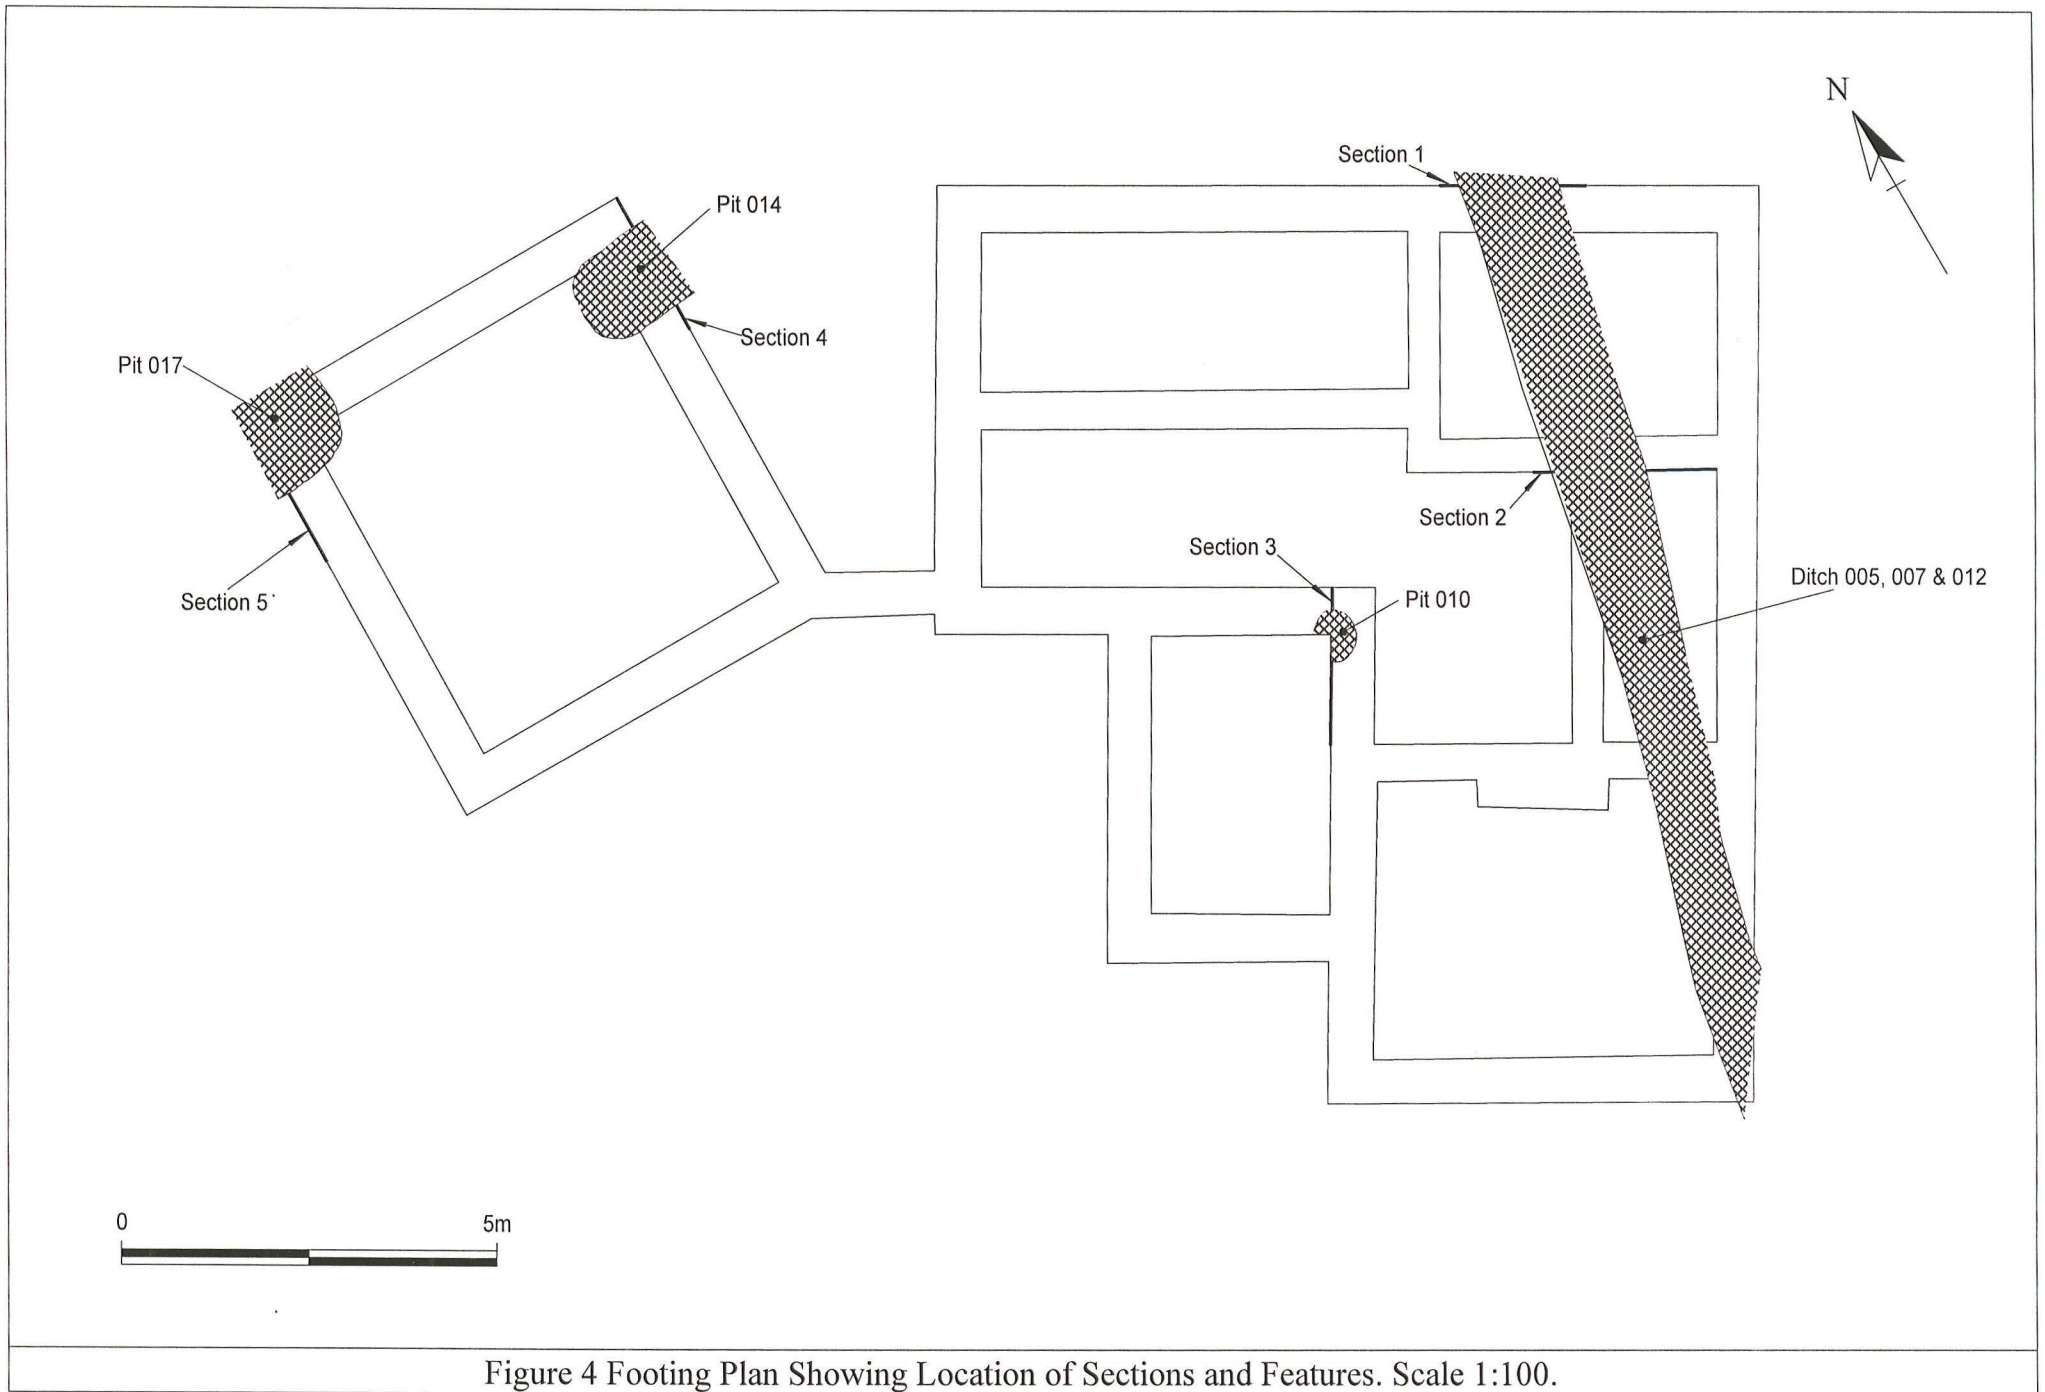 N
Section 1
Pit 014
Section 4
Pit 017
Section 2
Section 3
Ditch 005, 007 & 012
Pit 010
Section 5
0 5m
Figure 4 Footing Plan Showing Location of Sections and Features. Scale 1:100.